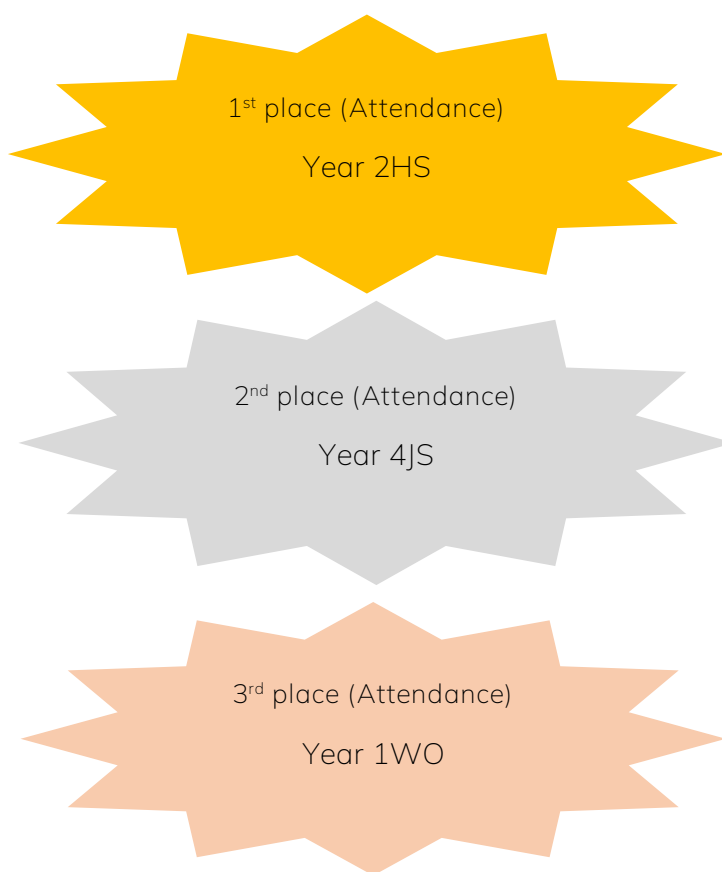 1st place (Attendance)
Year 2HS
2nd place (Attendance)
Year 4JS
3rd place (Attendance)
Year 1WO